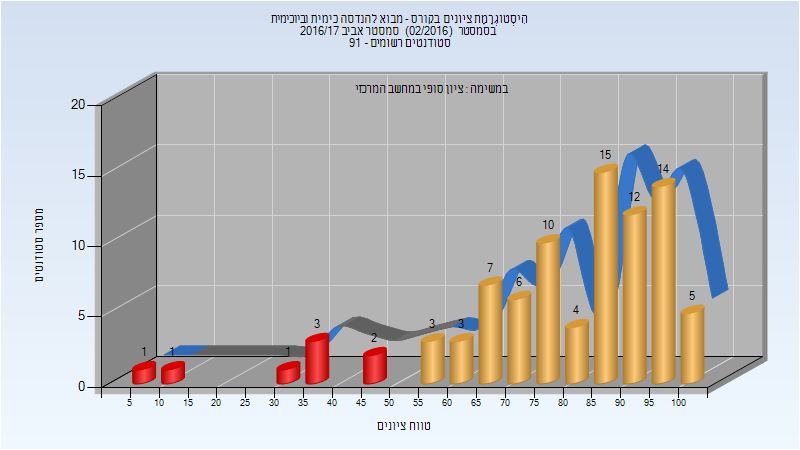 היסטוגרמת ציונים בקורס - מבוא להנדסה כימית וביוכימית
בסמסטר (02/2016) סמסטר אביב 2016/17
סטודנטים רשומים - 91
במשימה : ציון סופי במחשב המרכזי
מספר סטודנטים
20
15
10
5
0
1
1
1
3
2
3
3
7
6
10
4
15
12
14
5
5 10 15 20 25 30 35 40 45 50 55 60 65 70 75 80 85 90 95 100
טווח ציונים